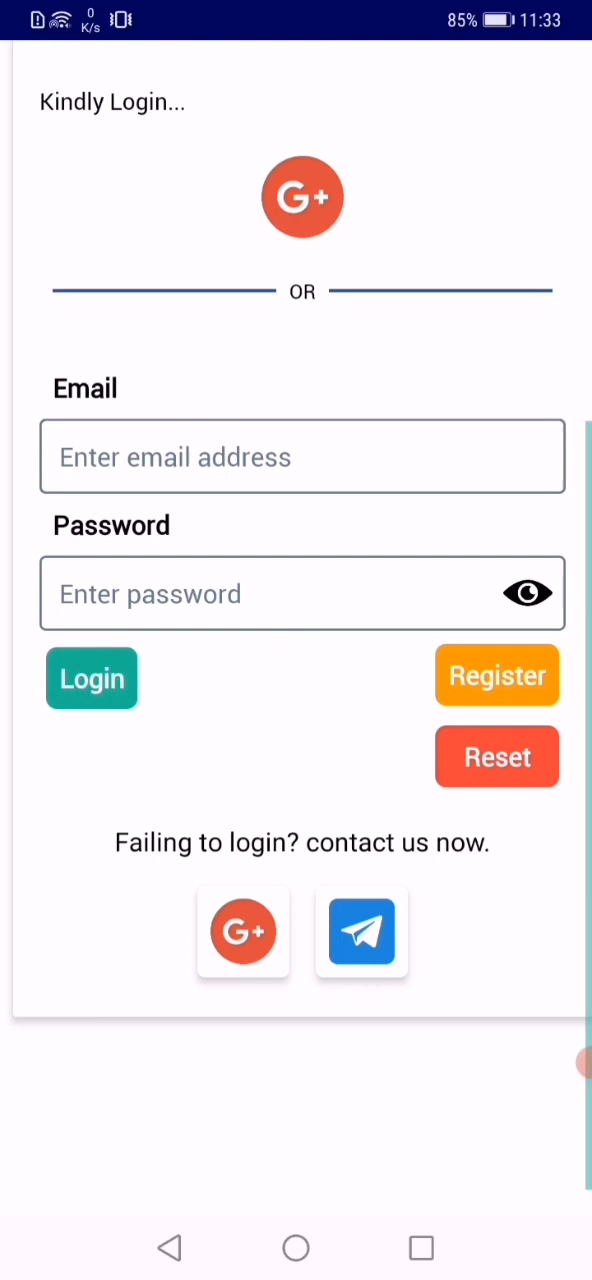 0
K/s
85%
11:33
Kindly Login...
G+
OR
Email
Enter email address
Password
Enter password
Login
Register
Reset
Failing to login? contact us now.
G+